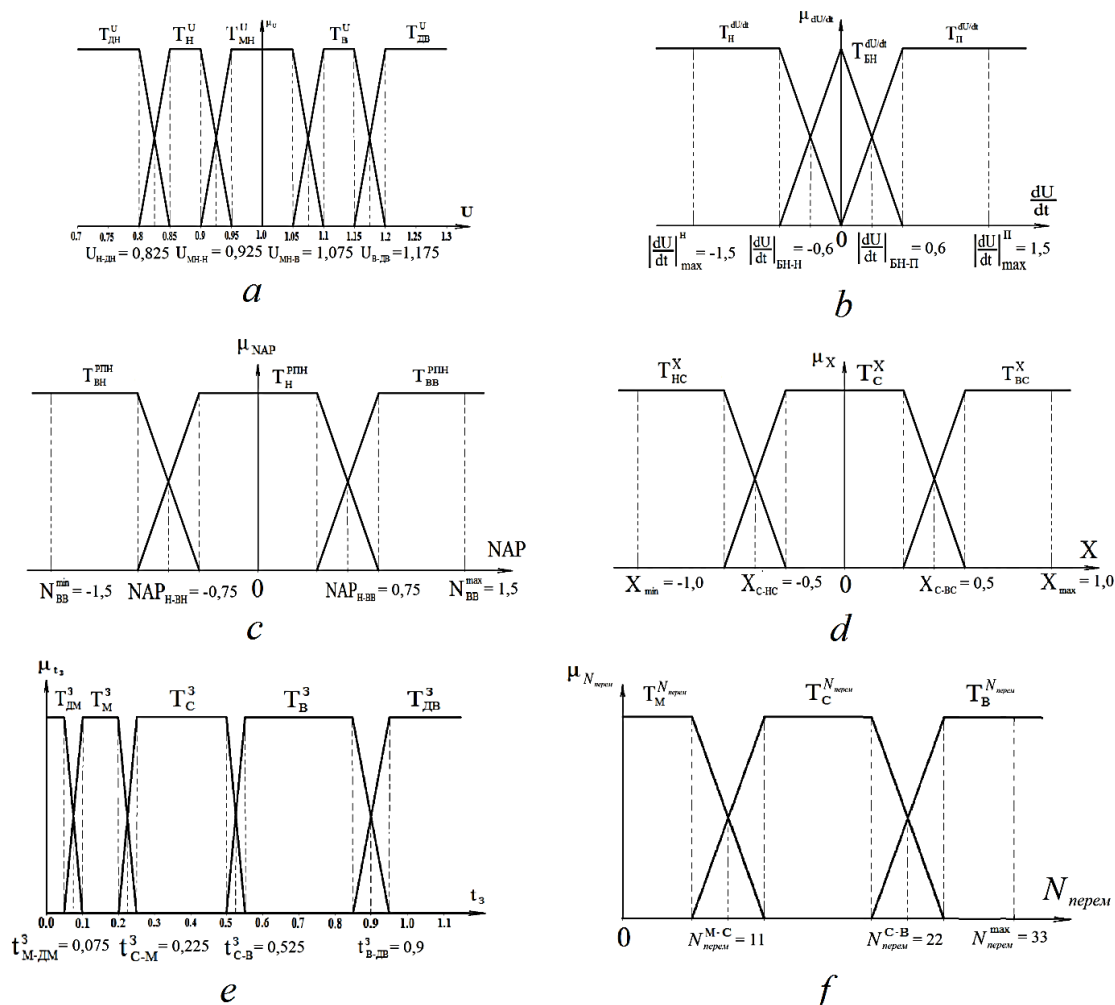 T_ДН^U T_Н^U T_МН^U μ_U T_В^U T_ДВ^U
0.7 0.75 0.8 0.85 0.9 0.95 1.0 1.05 1.1 1.15 1.2 1.25 1.3 U
U_Н-ДН = 0,825 U_МН-Н = 0,925 U_МН-В = 1,075 U_В-ДВ = 1,175
a
μ_dU/dt
T_Н^dU/dt T_БН^dU/dt T_П^dU/dt
0 dU/dt
|dU/dt|_max^Н = -1,5 |dU/dt|_БН-Н = -0,6 |dU/dt|_БН-П = 0,6 |dU/dt|_max^П = 1,5
b
μ_NAP
T_ВН^РПН T_Н^РПН T_ВВ^РПН
NAP
N_ВВ^min = -1,5 NAP_Н-ВН = -0,75 0 NAP_Н-ВВ = 0,75 N_ВВ^max = 1,5
c
μ_X
T_НС^X T_С^X T_ВС^X
X
X_min = -1,0 X_С-НС = -0,5 0 X_С-ВС = 0,5 X_max = 1,0
d
μ_t_з
T_ДМ^З T_М^З T_С^З T_В^З T_ДВ^З
t_з
0.0 0.1 0.2 0.3 0.4 0.5 0.6 0.7 0.8 0.9 1.0 1.1
t_М-ДМ^З = 0,075 t_С-М^З = 0,225 t_С-В^З = 0,525 t_В-ДВ^З = 0,9
e
μ_N_перем
T_М^N_перем T_С^N_перем T_В^N_перем
N_перем
0 N_перем^М-С = 11 N_перем^С-В = 22 N_перем^max = 33
f